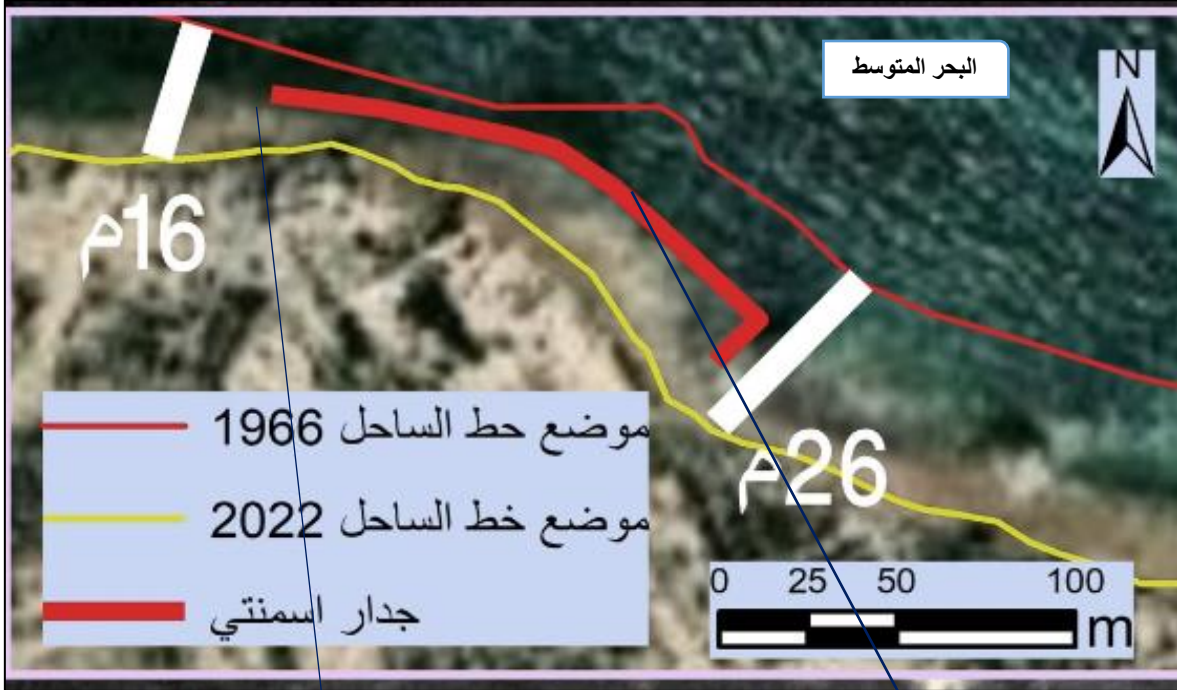 البحر المتوسط
N
16م
26م
موضع حط الساحل 1966
موضع خط الساحل 2022
جدار اسمنتي
0 25 50 100
m